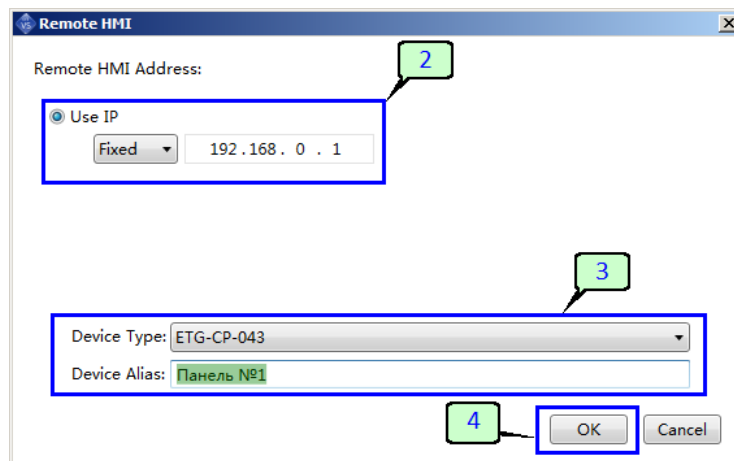 VS Remote HMI
Remote HMI Address:
2
Use IP
Fixed 192.168. 0 . 1
3
Device Type: ETG-CP-043
Device Alias: Панель №1
4
OK Cancel